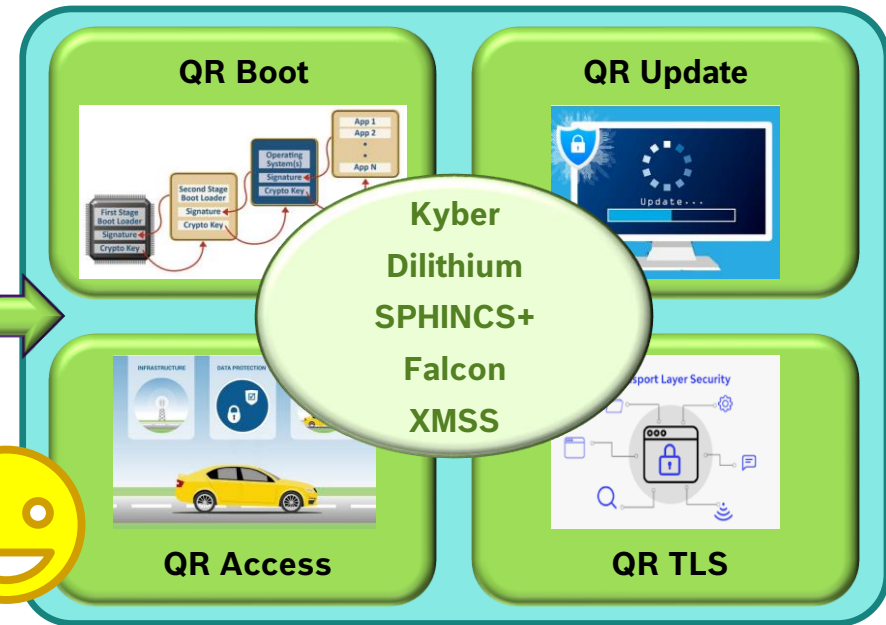 QR Boot
App 1
App 2
App N
Operating
System(s)
Signature
Crypto Key
Second Stage
Boot Loader
Signature
Crypto Key
First Stage
Boot Loader
Signature
Crypto Key
QR Update
Update...
Kyber
Dilithium
SPHINCS+
Falcon
XMSS
INFRASTRUCTURE
DATA PROTECTION
QR Access
sport Layer Security
QR TLS